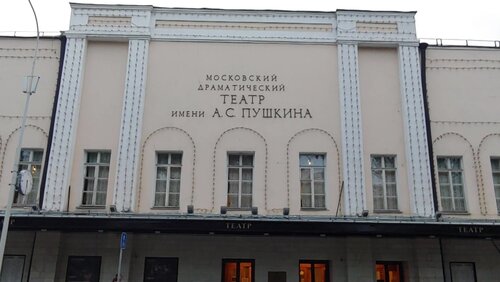 МОСКОВСКИЙ
ДРАМАТИЧЕСКИЙ
ТЕАТР
ИМЕНИ А.С. ПУШКИНА
ТЕАТР
ТЕАТР